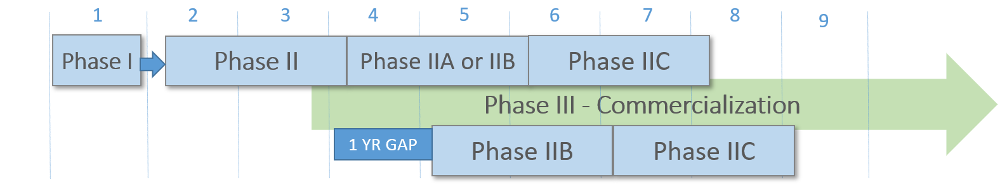 1 2 3 4 5 6 7 8 9
Phase I
Phase II
Phase IIA or IIB
Phase IIC
Phase III - Commercialization
1 YR GAP
Phase IIB
Phase IIC